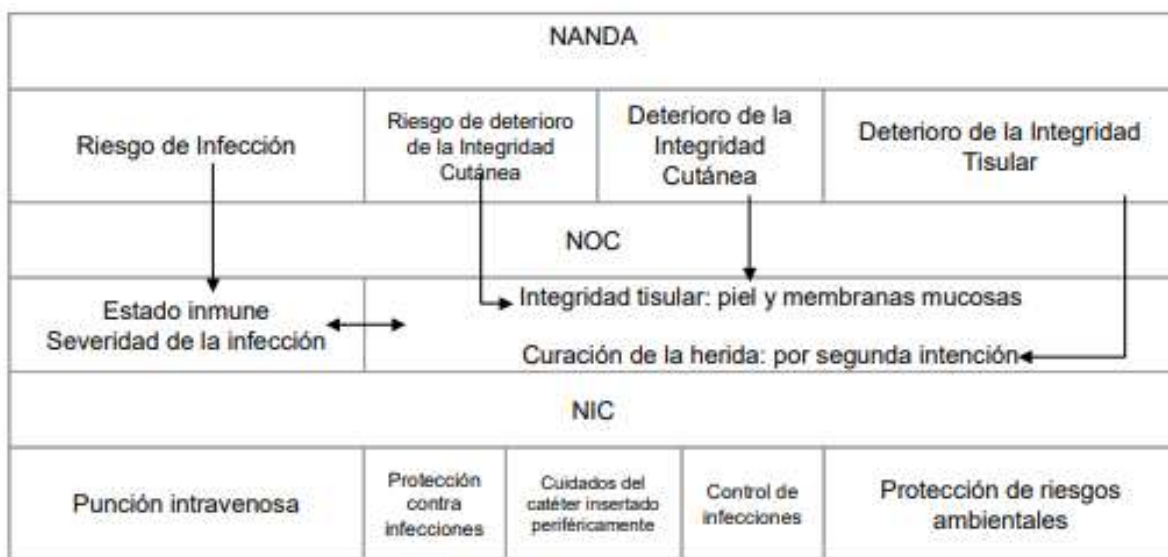 NANDA
Riesgo de Infección
Riesgo de deterioro
de la Integridad
Cutánea
Deterioro de la
Integridad
Cutánea
Deterioro de la Integridad
Tisular
NOC
Estado inmune
Severidad de la infección
Integridad tisular: piel y membranas mucosas
Curación de la herida: por segunda intención
NIC
Punción intravenosa
Protección
contra
infecciones
Cuidados del
catéter insertado
periféricamente
Control de
infecciones
Protección de riesgos
ambientales